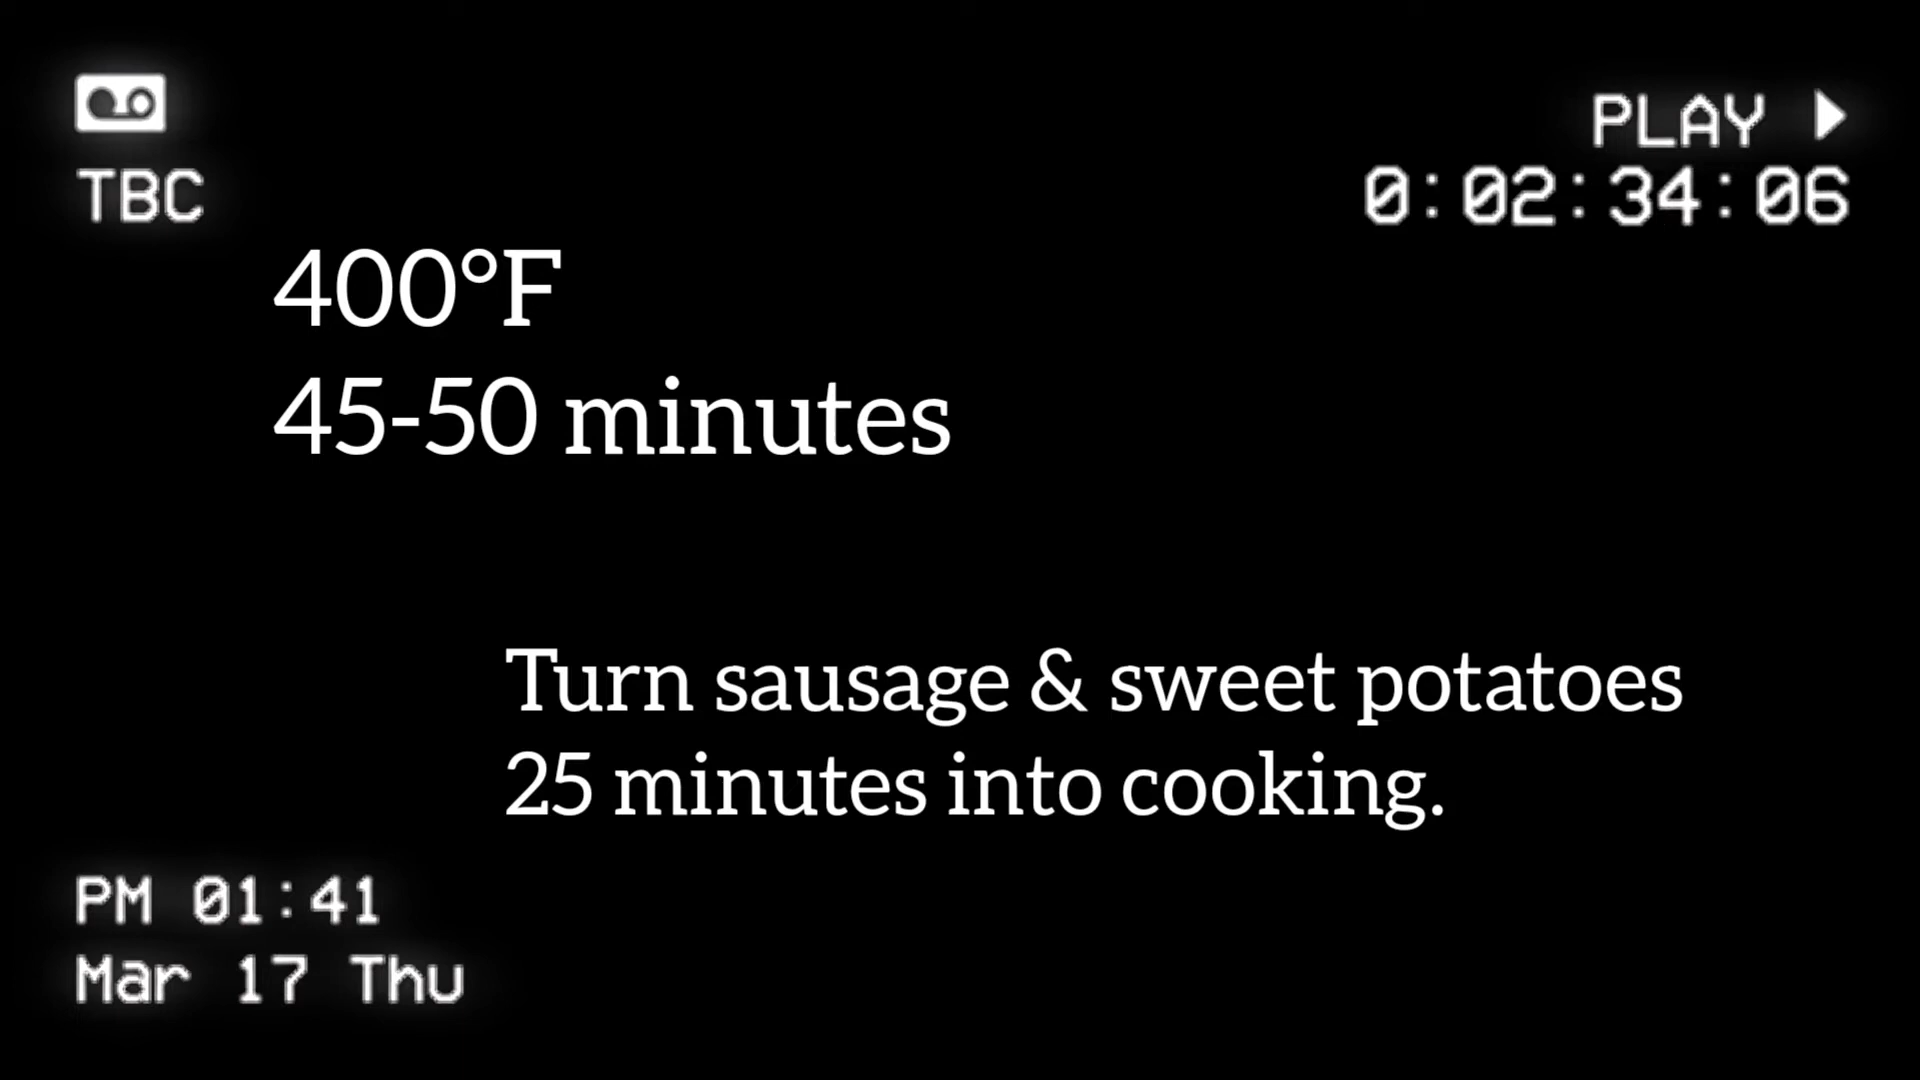 TBC
PLAY
0:02:34:06
400°F
45-50 minutes
Turn sausage & sweet potatoes
25 minutes into cooking.
PM 01:41
Mar 17 Thu